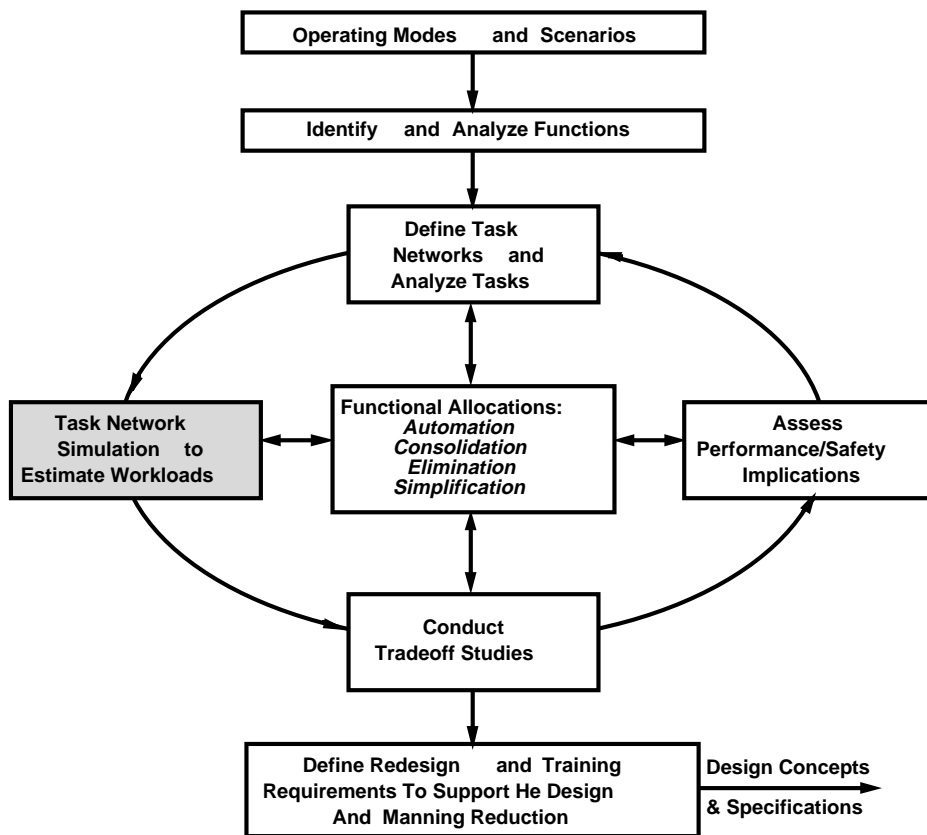 Operating Modes and Scenarios
Identify and Analyze Functions
Define Task
Networks and
Analyze Tasks
Task Network
Simulation to
Estimate Workloads
Functional Allocations:
Automation
Consolidation
Elimination
Simplification
Assess
Performance/Safety
Implications
Conduct
Tradeoff Studies
Define Redesign and Training
Requirements To Support He Design
And Manning Reduction
Design Concepts
& Specifications